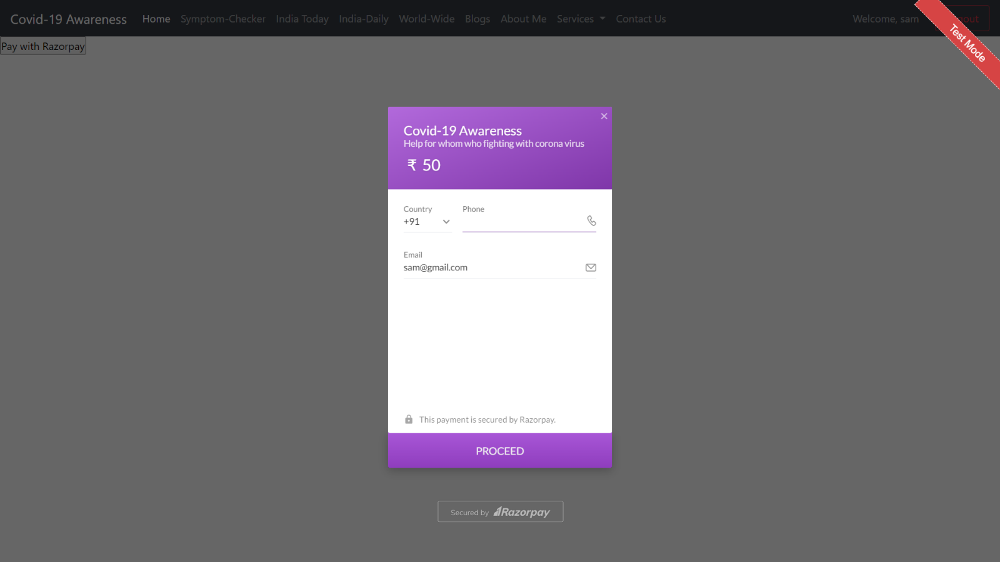 Covid-19 Awareness Home Symptom-Checker India Today India-Daily World-Wide Blogs About Me Services Contact Us Welcome, sam
Test Mode
Pay with Razorpay
Covid-19 Awareness
Help for whom who fighting with corona virus
₹ 50
Country Phone
+91
Email
sam@gmail.com
This payment is secured by Razorpay.
PROCEED
Secured by Razorpay